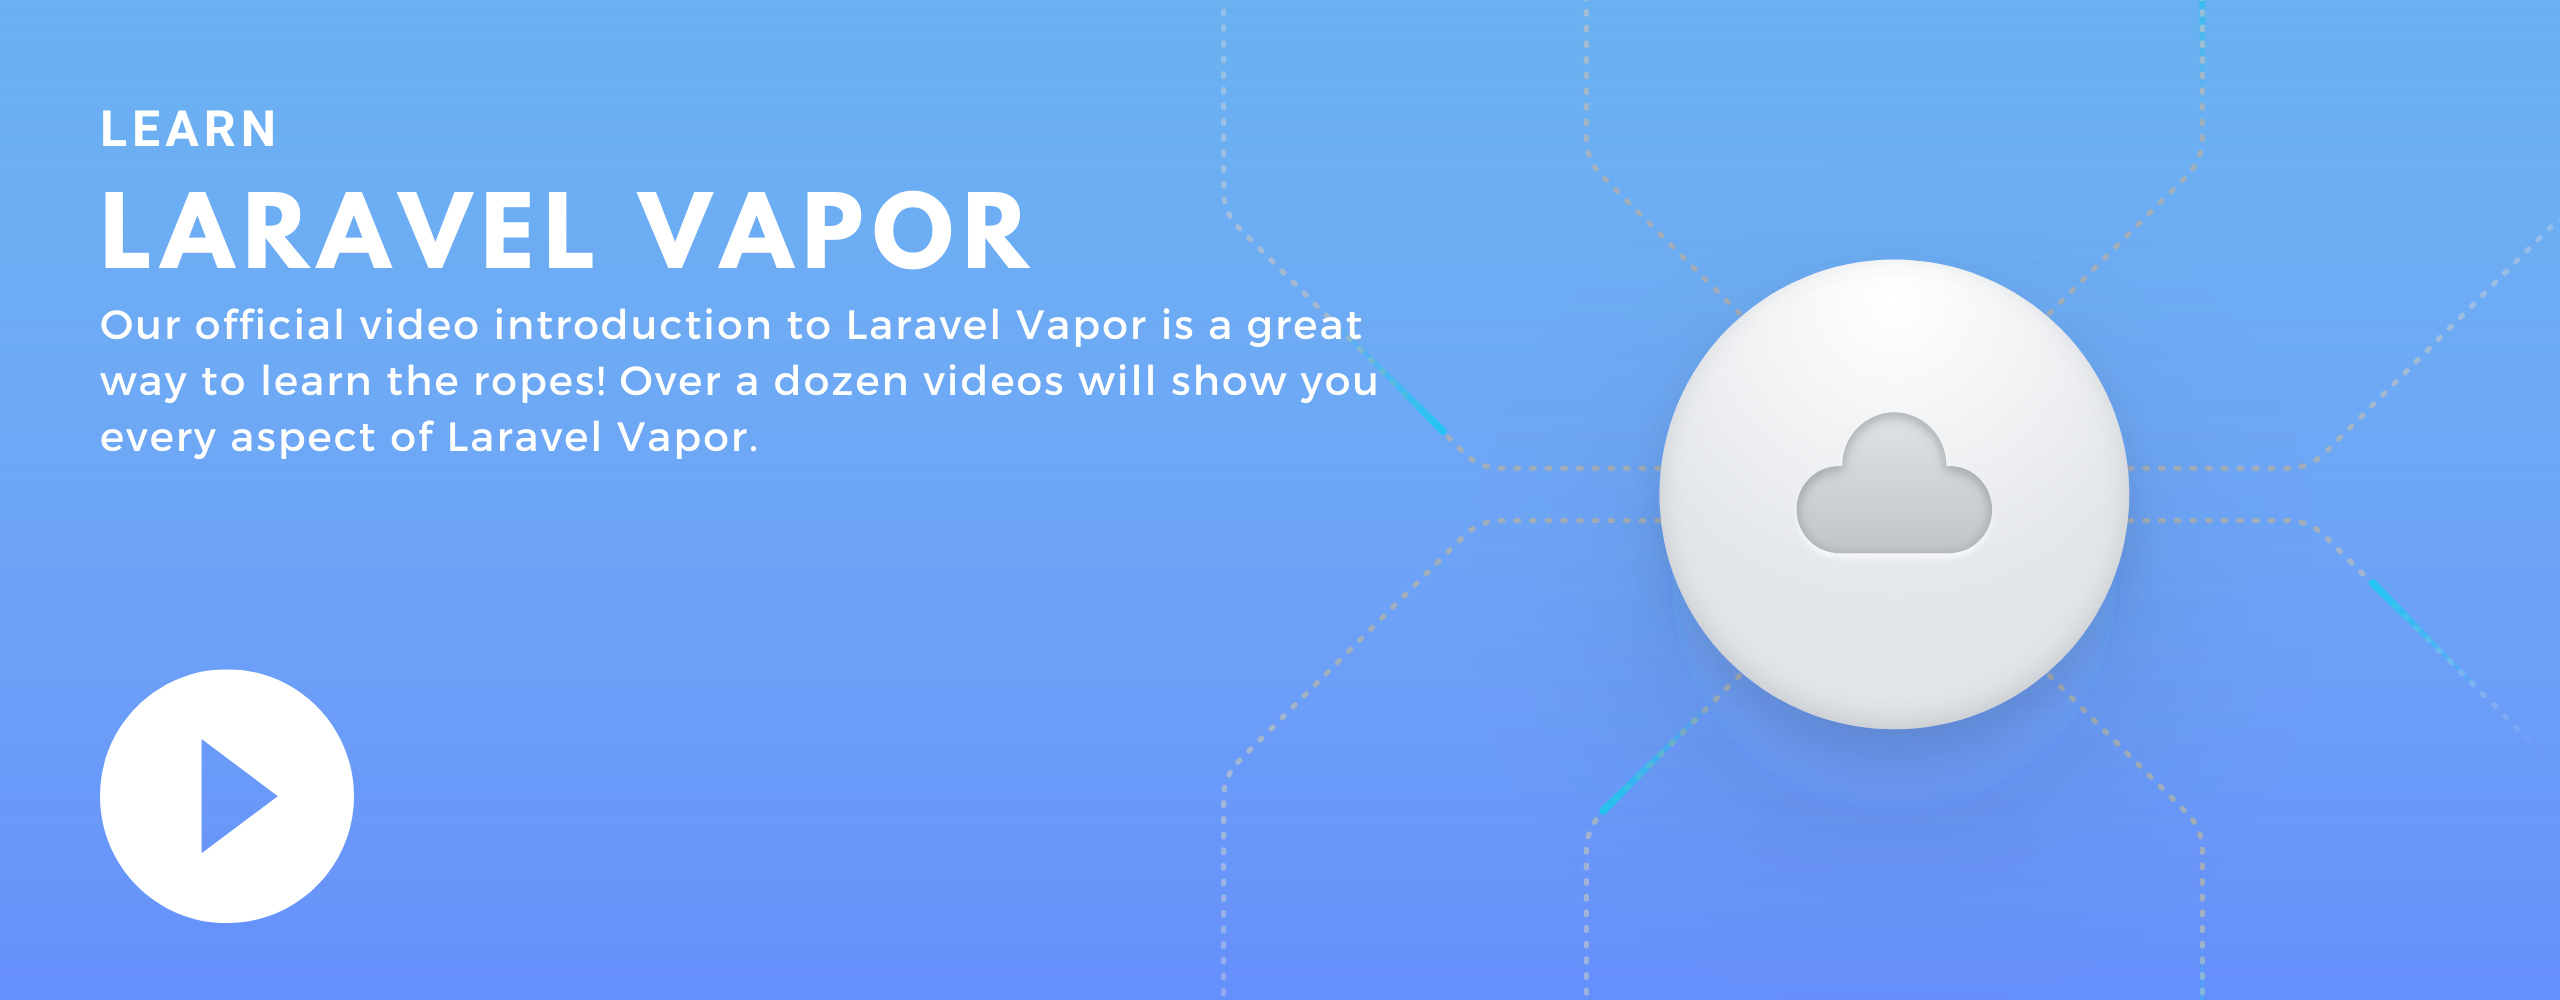 LEARN
LARAVEL VAPOR
Our official video introduction to Laravel Vapor is a great
way to learn the ropes! Over a dozen videos will show you
every aspect of Laravel Vapor.